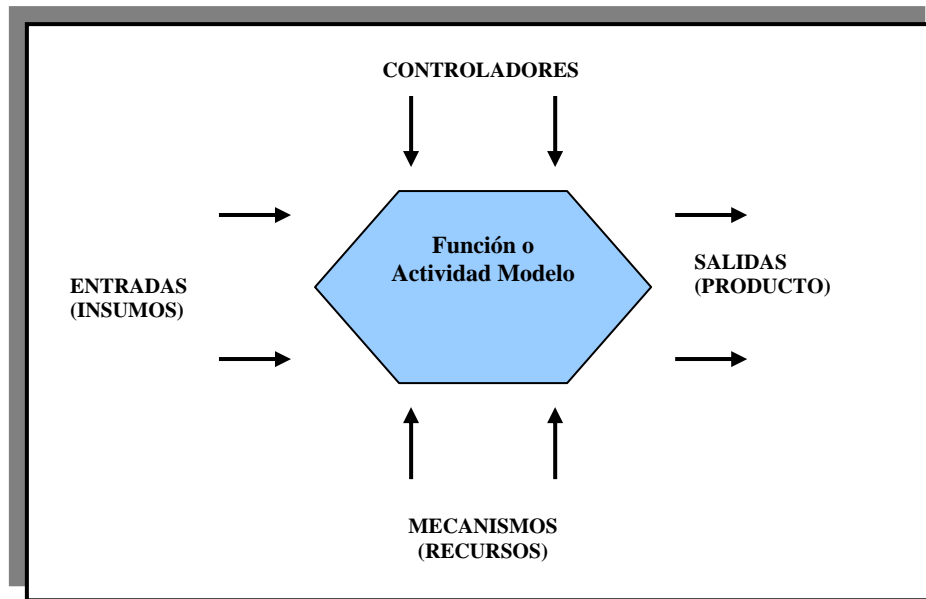 CONTROLADORES
Función o
Actividad Modelo
ENTRADAS
(INSUMOS)
SALIDAS
(PRODUCTO)
MECANISMOS
(RECURSOS)